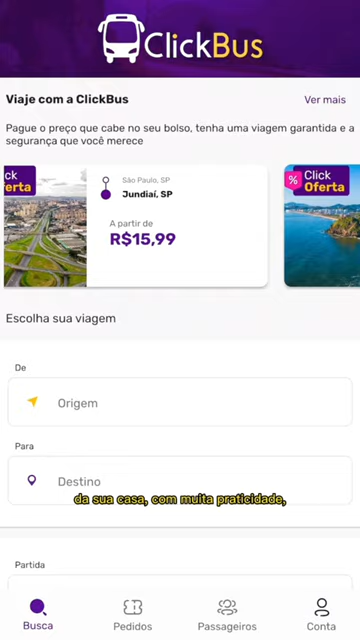 ClickBus
Viaje com a ClickBus
Ver mais
Pague o preço que cabe no seu bolso, tenha uma viagem garantida e a
segurança que você merece
ck
erta
São Paulo, SP
Jundiaí, SP
A partir de
R$15,99
%
Click
Oferta
Escolha sua viagem
De
Origem
Para
Destino
da sua casa, com muita praticidade,
Partida
Busca
Pedidos
Passageiros
Conta